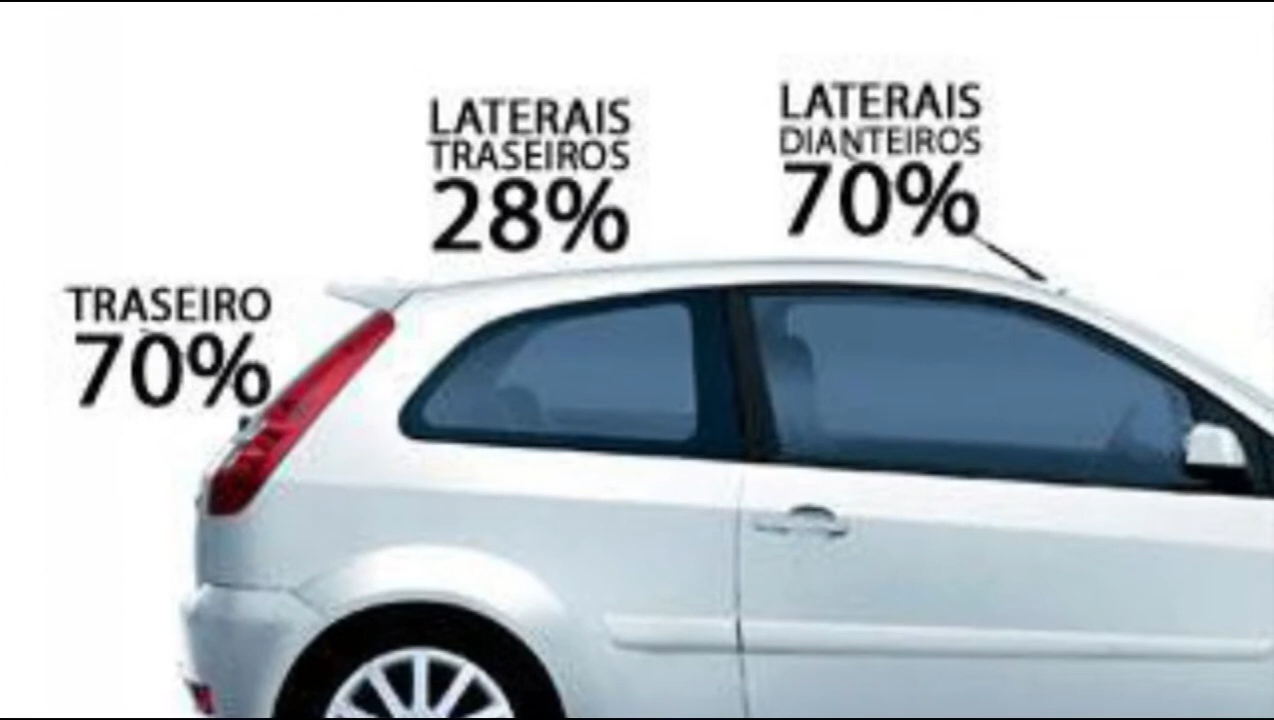 LATERAIS
DIANTEIROS
70%
LATERAIS
TRASEIROS
28%
TRASEIRO
70%